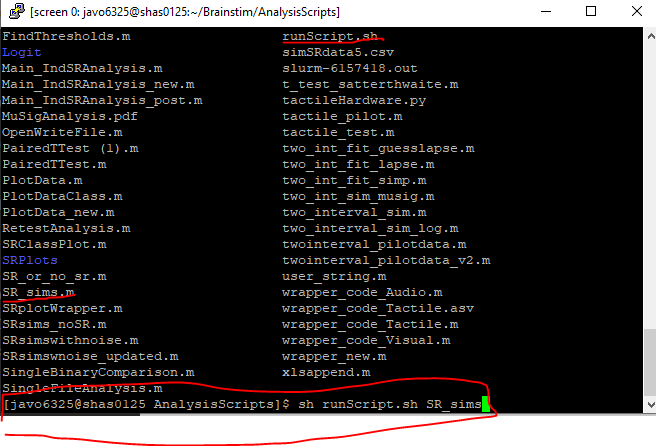 [screen 0: javo6325@shas0125:~/Brainstim/AnalysisScripts]
FindThresholds.m runScript.sh
Logit simSRdata5.csv
Main_IndSRAnalysis.m slurm-6157418.out
Main_IndSRAnalysis_new.m t_test_satterthwaite.m
Main_IndSRAnalysis_post.m tactileHardware.py
MuSigAnalysis.pdf tactile_pilot.m
OpenWriteFile.m tactile_test.m
PairedTTest (1).m two_int_fit_guesslapse.m
PairedTTest.m two_int_fit_lapse.m
PlotData.m two_int_fit_simp.m
PlotDataClass.m two_int_sim_musig.m
PlotData_new.m two_interval_sim.m
RetestAnalysis.m two_interval_sim_log.m
SRClassPlot.m twointerval_pilotdata.m
SRPlots twointerval_pilotdata_v2.m
SR_or_no_sr.m user_string.m
SR_sims.m wrapper_code_Audio.m
SRplotWrapper.m wrapper_code_Tactile.asv
SRsims_noSR.m wrapper_code_Tactile.m
SRsimswithnoise.m wrapper_code_Visual.m
SRsimswnoise_updated.m wrapper_new.m
SingleBinaryComparison.m xlsappend.m
SingleFileAnalysis.m
[javo6325@shas0125 AnalysisScripts]$ sh runScript.sh SR_sims